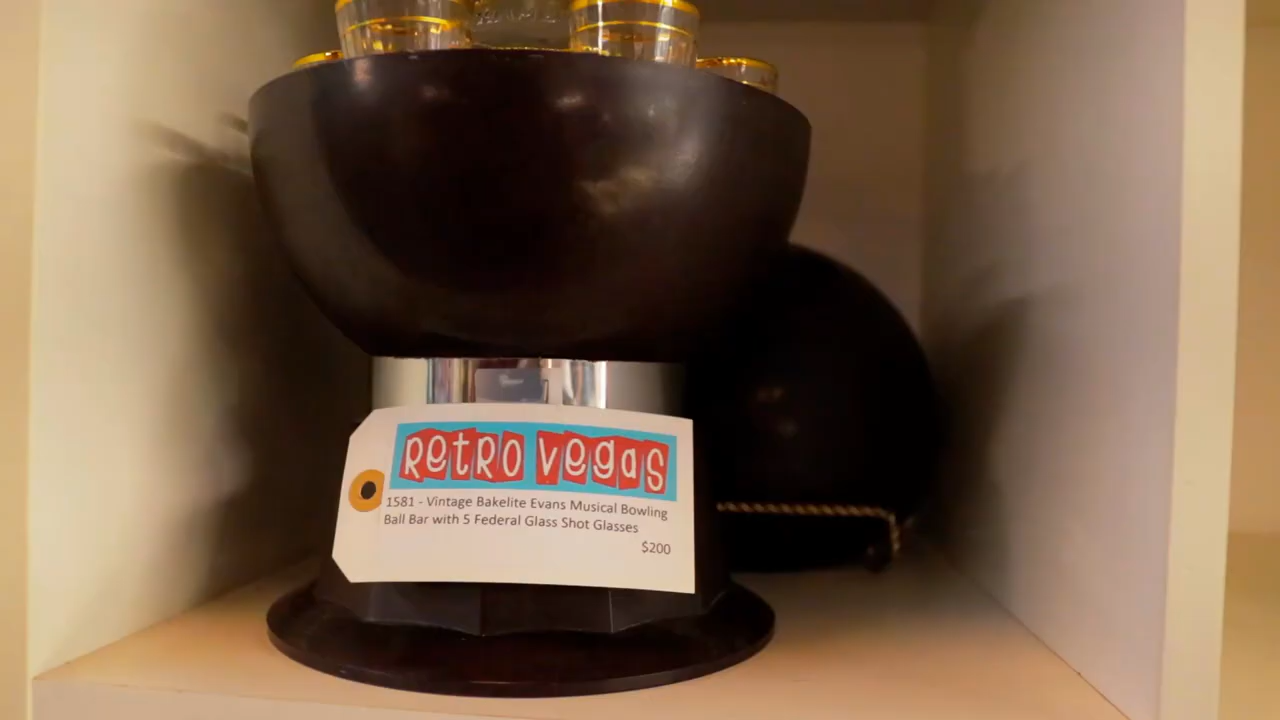 RETRO VEGAS
1581 - Vintage Bakelite Evans Musical Bowling
Ball Bar with 5 Federal Glass Shot Glasses
$200